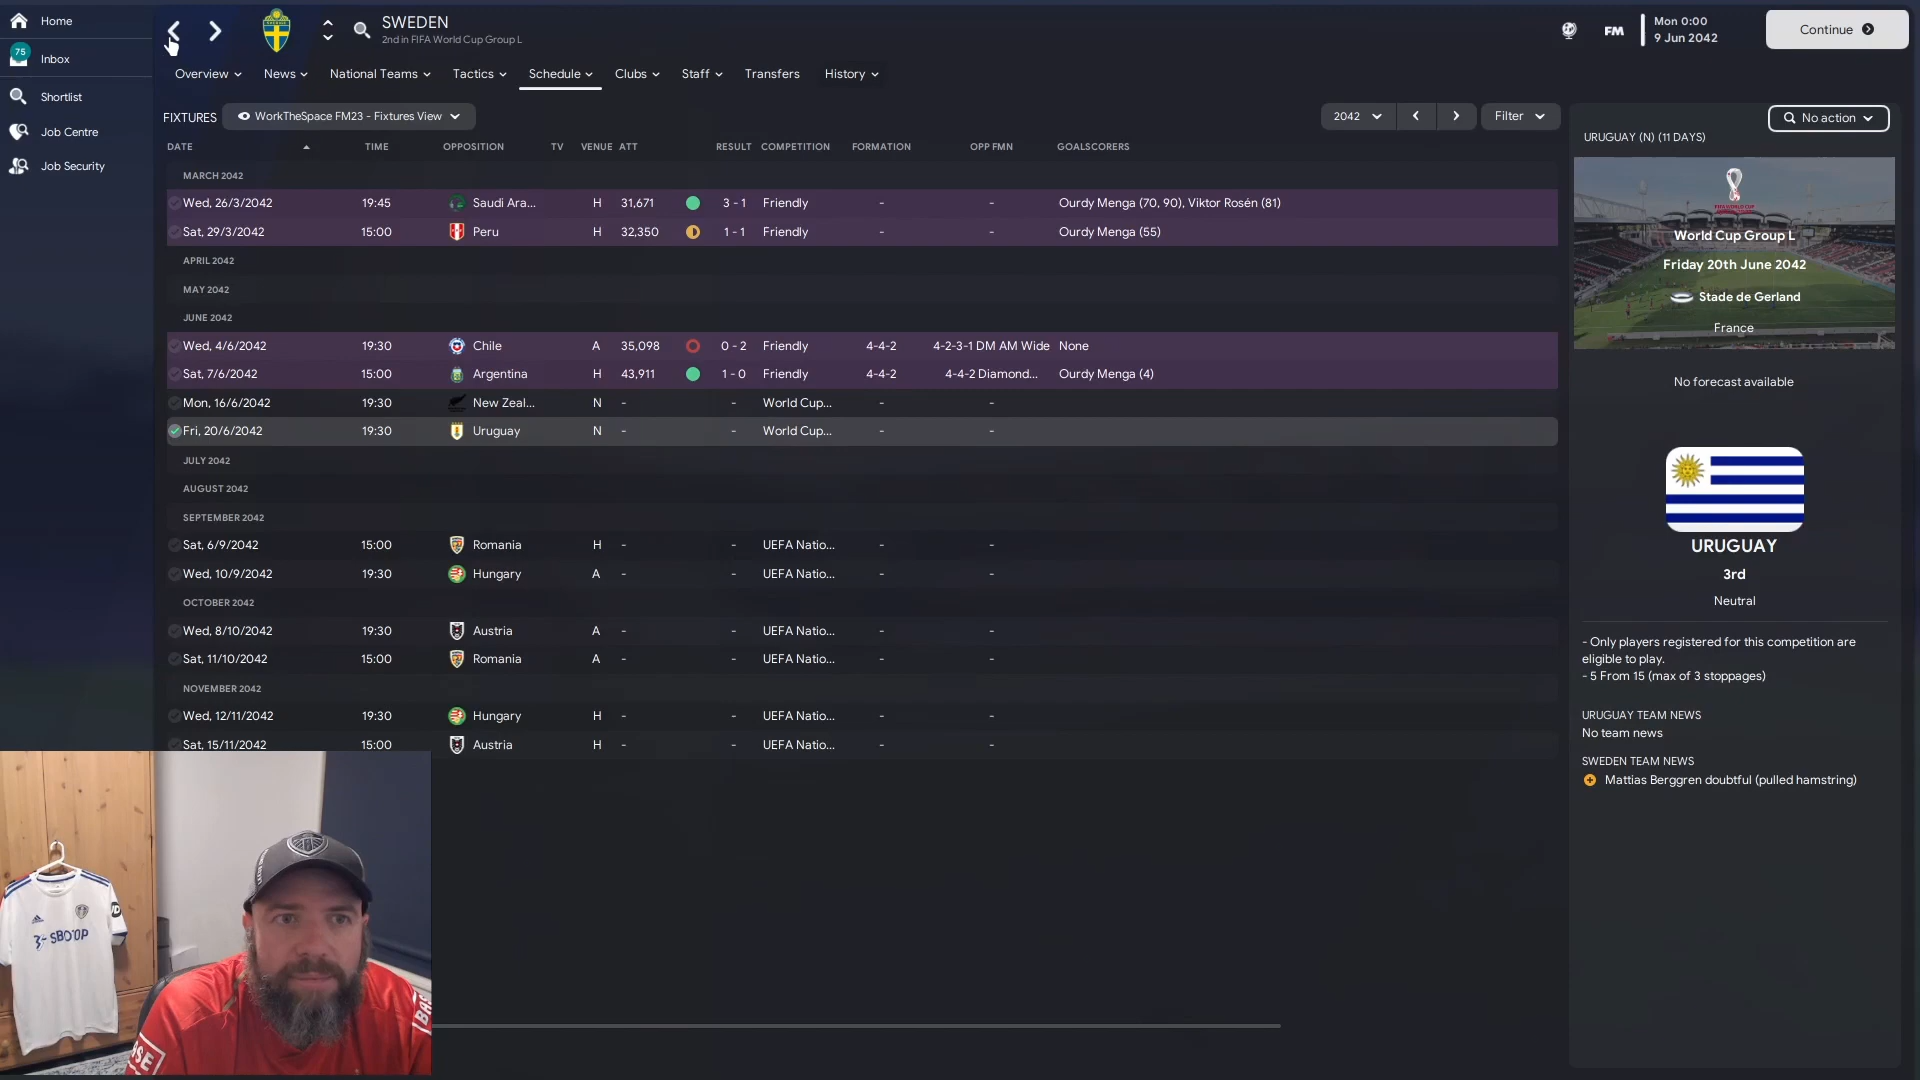 Home
SWEDEN
2nd in FIFA World Cup Group L
FM
Mon 0:00
9 Jun 2042
Continue
75
Inbox
Overview News National Teams Tactics Schedule Clubs Staff Transfers History
Shortlist
Job Centre
Job Security
FIXTURES WorkTheSpace FM23 - Fixtures View 2042 Filter
No action
DATE TIME OPPOSITION TV VENUE ATT RESULT COMPETITION FORMATION OPP FMN GOALSCORERS
MARCH 2042
Wed, 26/3/2042 19:45 Saudi Ara... H 31,671 3 - 1 Friendly - - Ourdy Menga (70, 90), Viktor Rosén (81)
Sat, 29/3/2042 15:00 Peru H 32,350 1 - 1 Friendly - - Ourdy Menga (55)
APRIL 2042
MAY 2042
JUNE 2042
Wed, 4/6/2042 19:30 Chile A 35,098 0 - 2 Friendly 4-4-2 4-2-3-1 DM AM Wide None
Sat, 7/6/2042 15:00 Argentina H 43,911 1 - 0 Friendly 4-4-2 4-4-2 Diamond... Ourdy Menga (4)
Mon, 16/6/2042 19:30 New Zeal... N - - World Cup... - -
Fri, 20/6/2042 19:30 Uruguay N - - World Cup... - -
JULY 2042
AUGUST 2042
SEPTEMBER 2042
Sat, 6/9/2042 15:00 Romania H - - UEFA Natio... - -
Wed, 10/9/2042 19:30 Hungary A - - UEFA Natio... - -
OCTOBER 2042
Wed, 8/10/2042 19:30 Austria A - - UEFA Natio... - -
Sat, 11/10/2042 15:00 Romania A - - UEFA Natio... - -
NOVEMBER 2042
Wed, 12/11/2042 19:30 Hungary H - - UEFA Natio... - -
Sat, 15/11/2042 15:00 Austria H - - UEFA Natio... - -
URUGUAY (N) (11 DAYS)
World Cup Group L
Friday 20th June 2042
Stade de Gerland
France
No forecast available
URUGUAY
3rd
Neutral
- Only players registered for this competition are
eligible to play.
- 5 From 15 (max of 3 stoppages)
URUGUAY TEAM NEWS
No team news
SWEDEN TEAM NEWS
Mattias Berggren doubtful (pulled hamstring)
SBOTOP